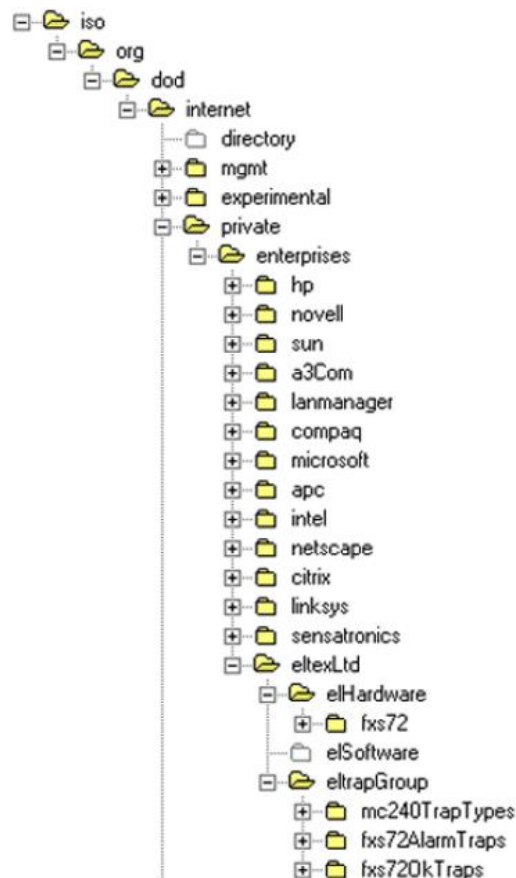 iso
org
dod
internet
directory
mgmt
experimental
private
enterprises
hp
novell
sun
a3Com
lanmanager
compaq
microsoft
apc
intel
netscape
citrix
linksys
sensatronics
eltexLtd
elHardware
fxs72
elSoftware
eltrapGroup
mc240TrapTypes
fxs72AlarmTraps
fxs72OkTraps